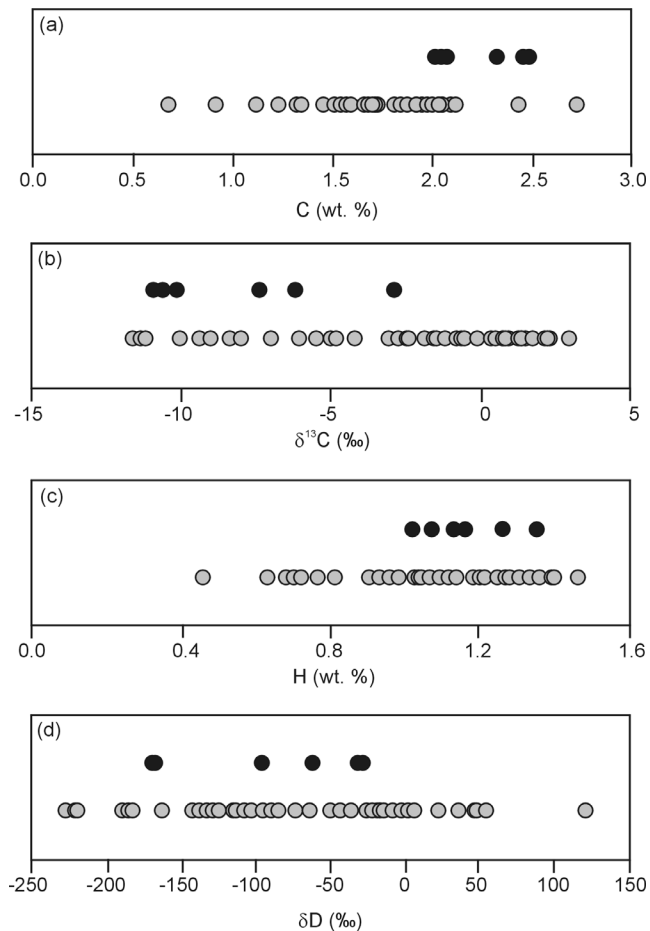 (a)
0.0 0.5 1.0 1.5 2.0 2.5 3.0
C (wt. %)
(b)
-15 -10 -5 0 5
δ¹³C (‰)
(c)
0.0 0.4 0.8 1.2 1.6
H (wt. %)
(d)
-250 -200 -150 -100 -50 0 50 100 150
δD (‰)